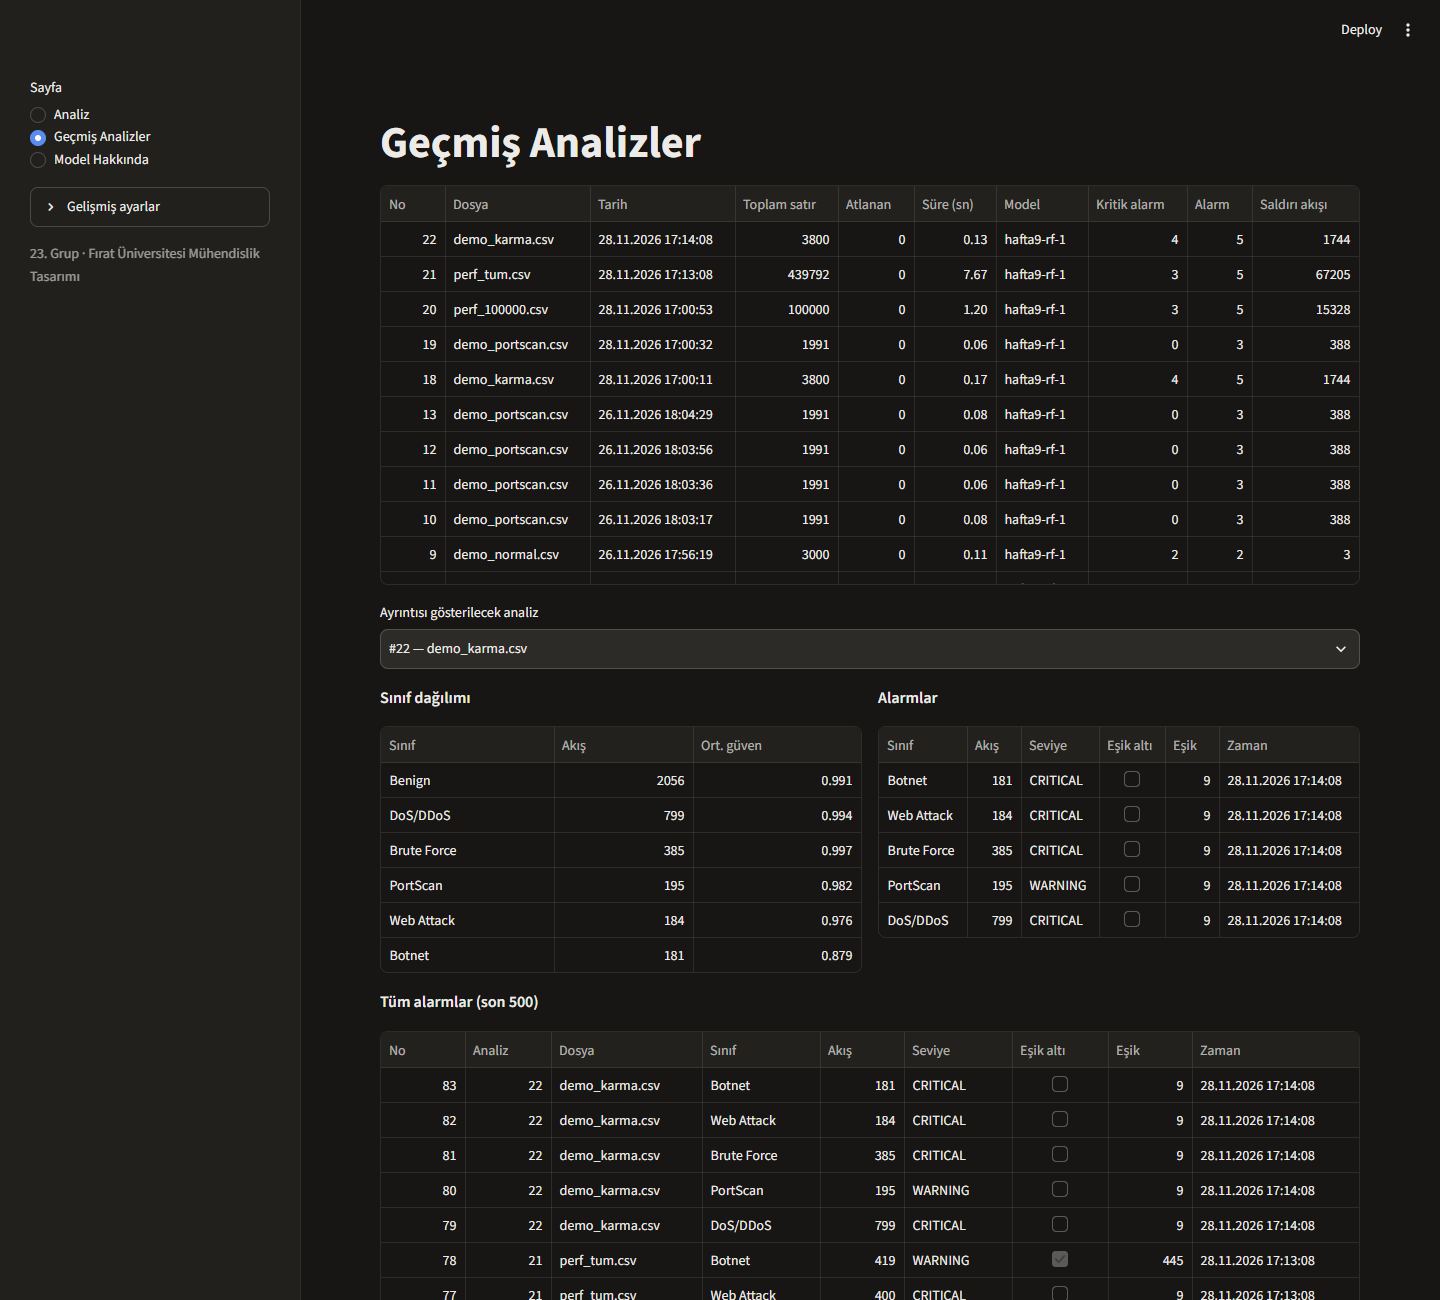 Deploy
Sayfa
Analiz
Geçmiş Analizler
Model Hakkında
Gelişmiş ayarlar
23. Grup · Fırat Üniversitesi Mühendislik
Tasarımı
Geçmiş Analizler
No Dosya Tarih Toplam satır Atlanan Süre (sn) Model Kritik alarm Alarm Saldırı akışı
22 demo_karma.csv 28.11.2026 17:14:08 3800 0 0.13 hafta9-rf-1 4 5 1744
21 perf_tum.csv 28.11.2026 17:13:08 439792 0 7.67 hafta9-rf-1 3 5 67205
20 perf_100000.csv 28.11.2026 17:00:53 100000 0 1.20 hafta9-rf-1 3 5 15328
19 demo_portscan.csv 28.11.2026 17:00:32 1991 0 0.06 hafta9-rf-1 0 3 388
18 demo_karma.csv 28.11.2026 17:00:11 3800 0 0.17 hafta9-rf-1 4 5 1744
13 demo_portscan.csv 26.11.2026 18:04:29 1991 0 0.08 hafta9-rf-1 0 3 388
12 demo_portscan.csv 26.11.2026 18:03:56 1991 0 0.06 hafta9-rf-1 0 3 388
11 demo_portscan.csv 26.11.2026 18:03:36 1991 0 0.06 hafta9-rf-1 0 3 388
10 demo_portscan.csv 26.11.2026 18:03:17 1991 0 0.08 hafta9-rf-1 0 3 388
9 demo_normal.csv 26.11.2026 17:56:19 3000 0 0.11 hafta9-rf-1 2 2 3
Ayrıntısı gösterilecek analiz
#22 — demo_karma.csv
Sınıf dağılımı
Sınıf Akış Ort. güven
Benign 2056 0.991
DoS/DDoS 799 0.994
Brute Force 385 0.997
PortScan 195 0.982
Web Attack 184 0.976
Botnet 181 0.879
Alarmlar
Sınıf Akış Seviye Eşik altı Eşik Zaman
Botnet 181 CRITICAL 9 28.11.2026 17:14:08
Web Attack 184 CRITICAL 9 28.11.2026 17:14:08
Brute Force 385 CRITICAL 9 28.11.2026 17:14:08
PortScan 195 WARNING 9 28.11.2026 17:14:08
DoS/DDoS 799 CRITICAL 9 28.11.2026 17:14:08
Tüm alarmlar (son 500)
No Analiz Dosya Sınıf Akış Seviye Eşik altı Eşik Zaman
83 22 demo_karma.csv Botnet 181 CRITICAL 9 28.11.2026 17:14:08
82 22 demo_karma.csv Web Attack 184 CRITICAL 9 28.11.2026 17:14:08
81 22 demo_karma.csv Brute Force 385 CRITICAL 9 28.11.2026 17:14:08
80 22 demo_karma.csv PortScan 195 WARNING 9 28.11.2026 17:14:08
79 22 demo_karma.csv DoS/DDoS 799 CRITICAL 9 28.11.2026 17:14:08
78 21 perf_tum.csv Botnet 419 WARNING 445 28.11.2026 17:13:08
77 21 perf_tum.csv Web Attack 400 CRITICAL 9 28.11.2026 17:13:08